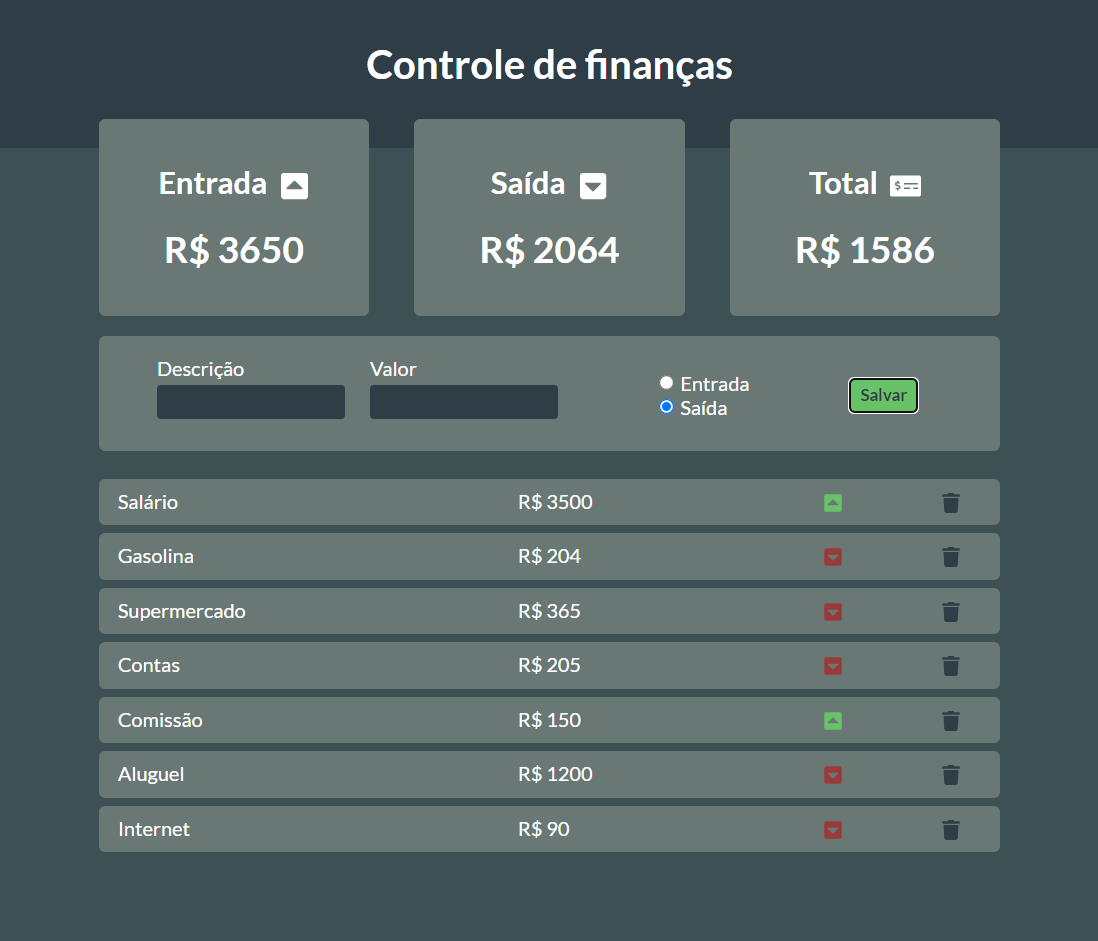 Controle de finanças
Entrada Saída Total
R$ 3650 R$ 2064 R$ 1586
Descrição Valor
Entrada
Saída
Salvar
Salário R$ 3500
Gasolina R$ 204
Supermercado R$ 365
Contas R$ 205
Comissão R$ 150
Aluguel R$ 1200
Internet R$ 90